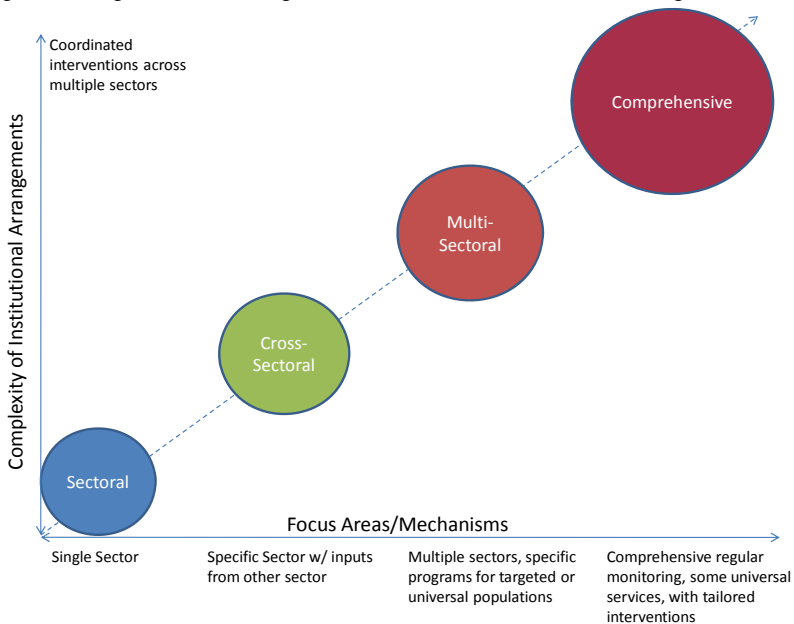 Coordinated
interventions across
multiple sectors
Comprehensive
Multi-
Sectoral
Cross-
Sectoral
Sectoral
Complexity of Institutional Arrangements
Focus Areas/Mechanisms
Single Sector
Specific Sector w/ inputs
from other sector
Multiple sectors, specific
programs for targeted or
universal populations
Comprehensive regular
monitoring, some universal
services, with tailored
interventions